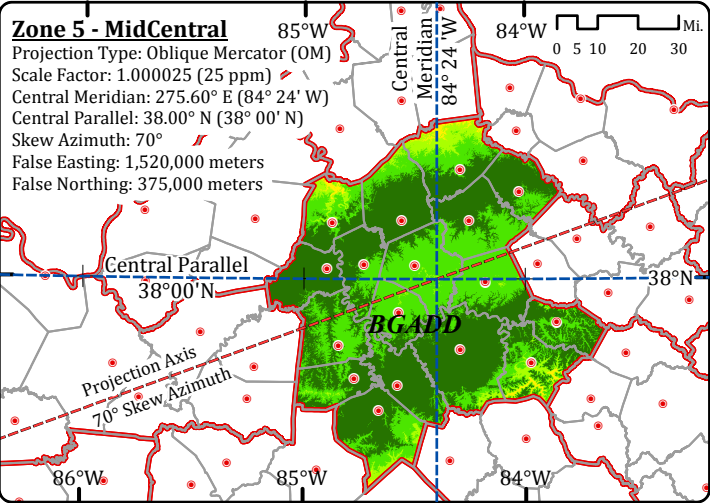 Zone 5 - MidCentral
Projection Type: Oblique Mercator (OM)
Scale Factor: 1.000025 (25 ppm)
Central Meridian: 275.60° E (84° 24' W)
Central Parallel: 38.00° N (38° 00' N)
Skew Azimuth: 70°
False Easting: 1,520,000 meters
False Northing: 375,000 meters
85°W
84°W
Central
Meridian
84° 24' W
Mi.
0 5 10 20 30
Central Parallel
38°00'N
38°N
BGADD
Projection Axis
70° Skew Azimuth
86°W
85°W
84°W